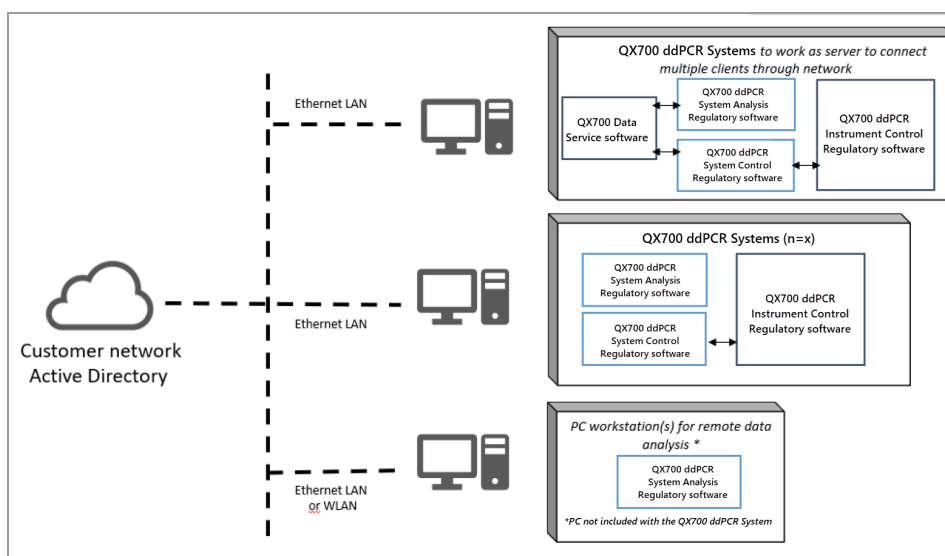 QX700 ddPCR Systems to work as server to connect
multiple clients through network
Ethernet LAN
QX700 Data
Service software
QX700 ddPCR
System Analysis
Regulatory software
QX700 ddPCR
System Control
Regulatory software
QX700 ddPCR
Instrument Control
Regulatory software
Customer network
Active Directory
Ethernet LAN
QX700 ddPCR Systems (n=x)
QX700 ddPCR
System Analysis
Regulatory software
QX700 ddPCR
System Control
Regulatory software
QX700 ddPCR
Instrument Control
Regulatory software
Ethernet LAN
or WLAN
PC workstation(s) for remote data
analysis *
QX700 ddPCR
System Analysis
Regulatory software
*PC not included with the QX700 ddPCR System